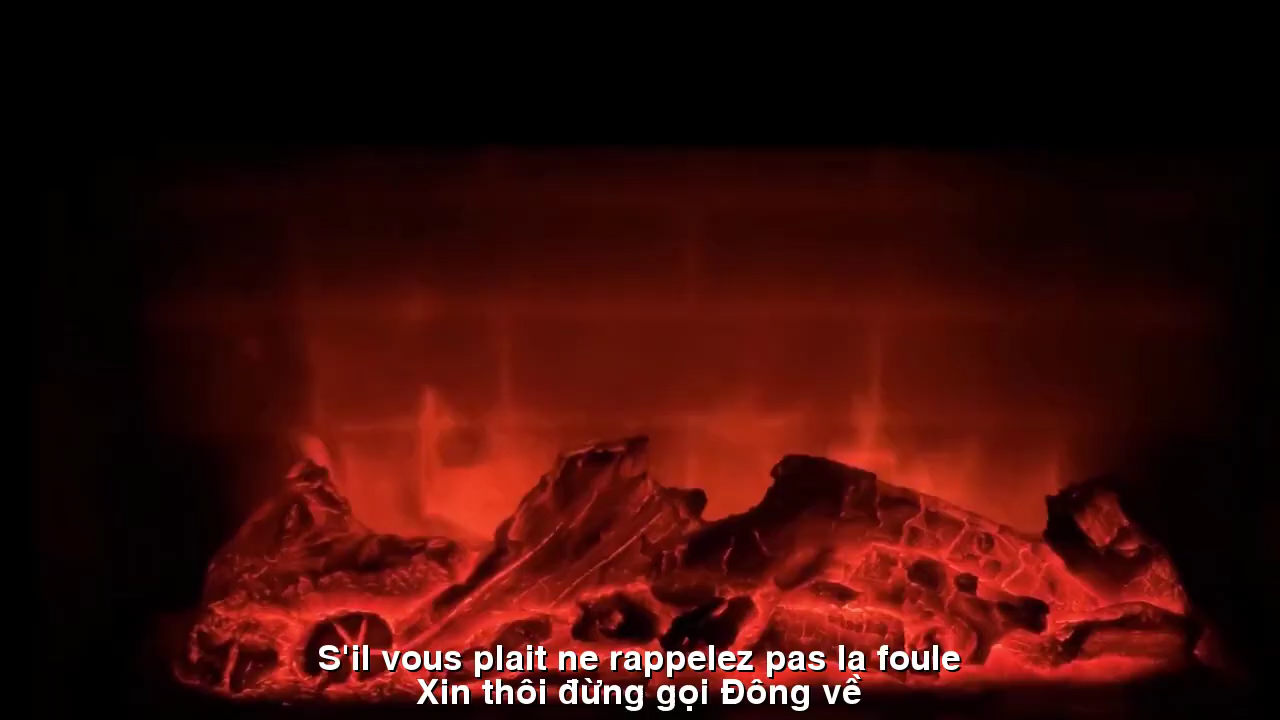 S'il vous plait ne rappelez pas la foule
Xin thôi đừng gọi Đông về